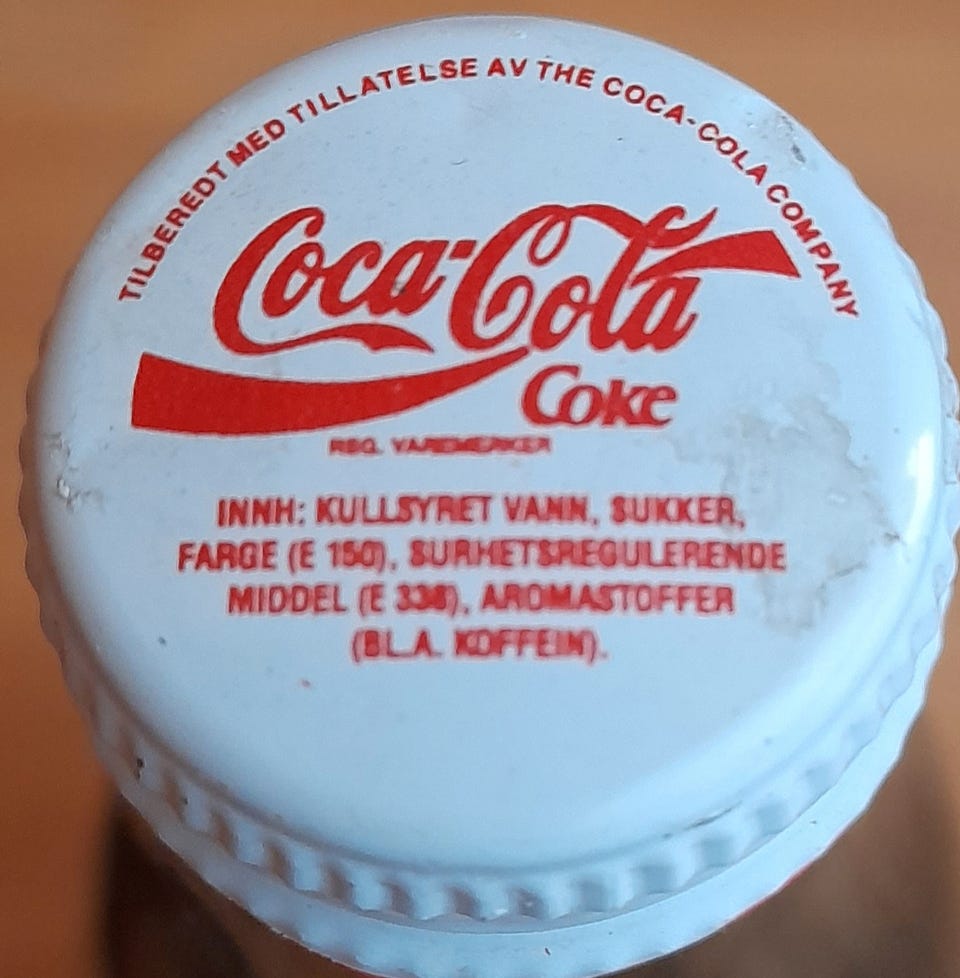 TILBEREDT MED TILLATELSE AV THE COCA-COLA COMPANY
Coca-Cola
Coke
REG. VAREMERKER
INNH: KULLSYRET VANN, SUKKER,
FARGE (E 150), SURHETSREGULERENDE
MIDDEL (E 338), AROMASTOFFER
(BL.A. KOFFEIN).